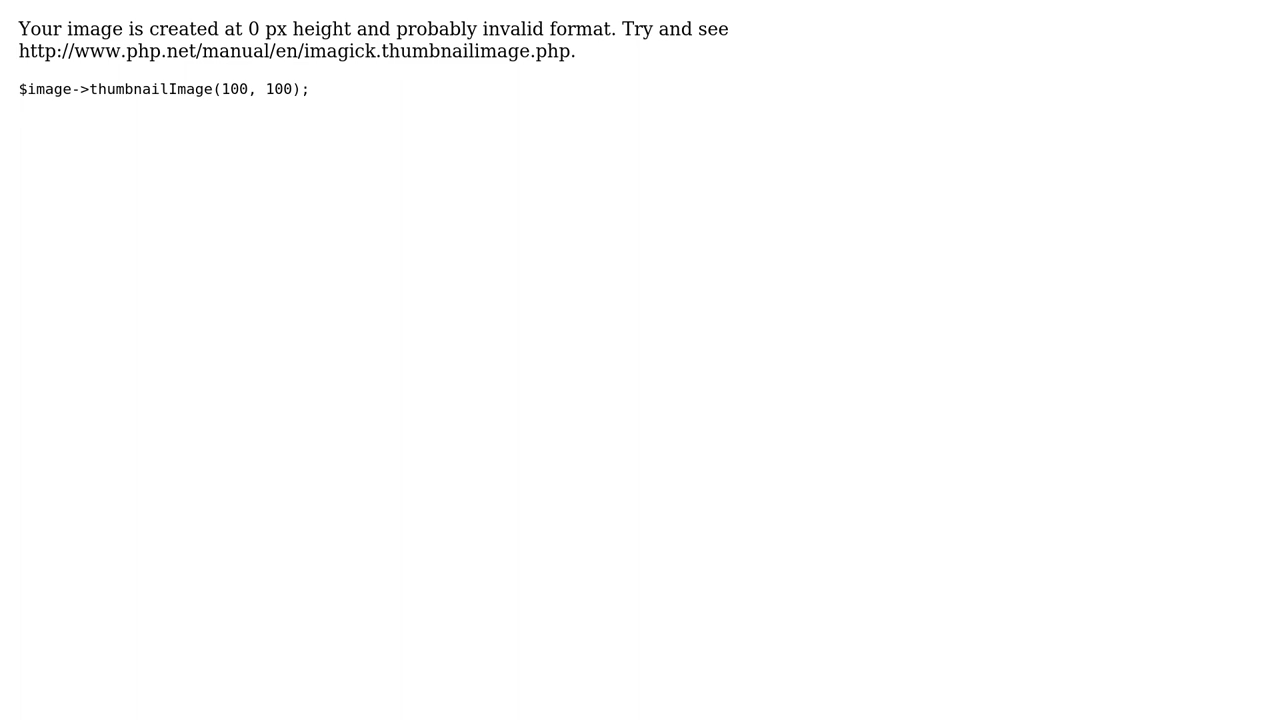 Your image is created at 0 px height and probably invalid format. Try and see
http://www.php.net/manual/en/imagick.thumbnailimage.php.
$image->thumbnailImage(100, 100);